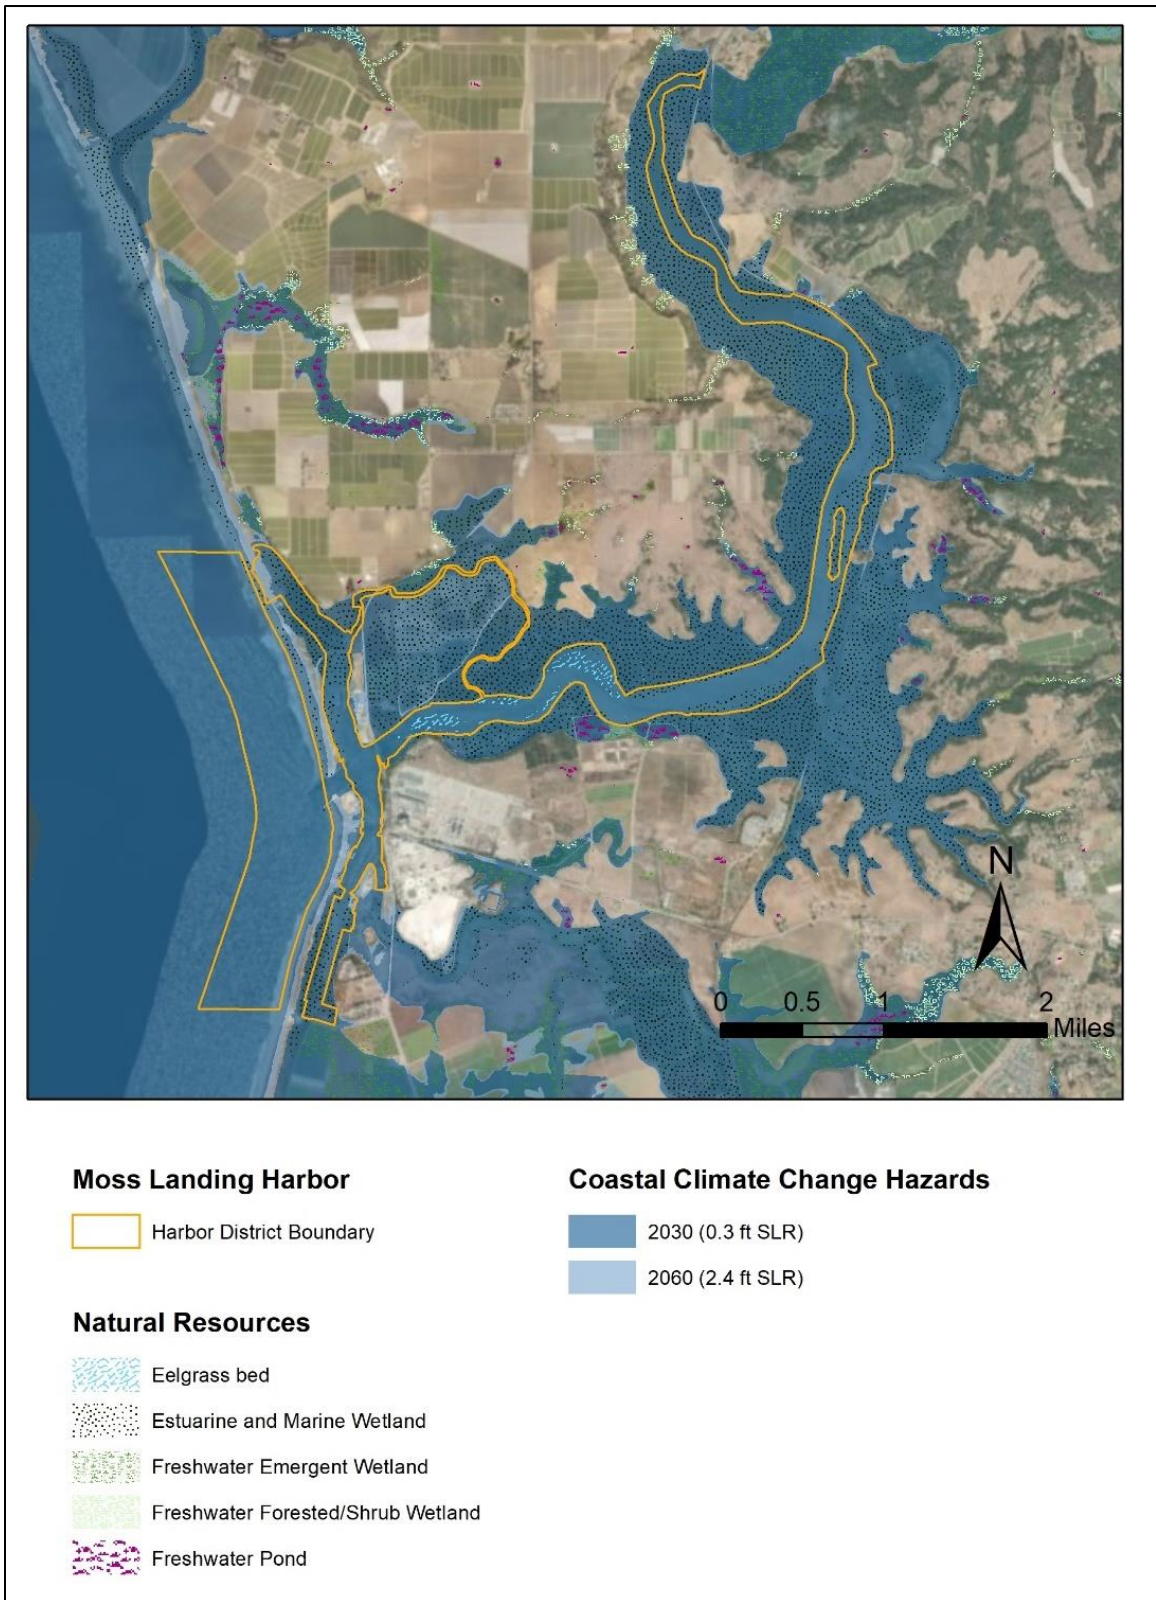 N
0 0.5 1 2
Miles
Moss Landing Harbor
Harbor District Boundary
Coastal Climate Change Hazards
2030 (0.3 ft SLR)
2060 (2.4 ft SLR)
Natural Resources
Eelgrass bed
Estuarine and Marine Wetland
Freshwater Emergent Wetland
Freshwater Forested/Shrub Wetland
Freshwater Pond